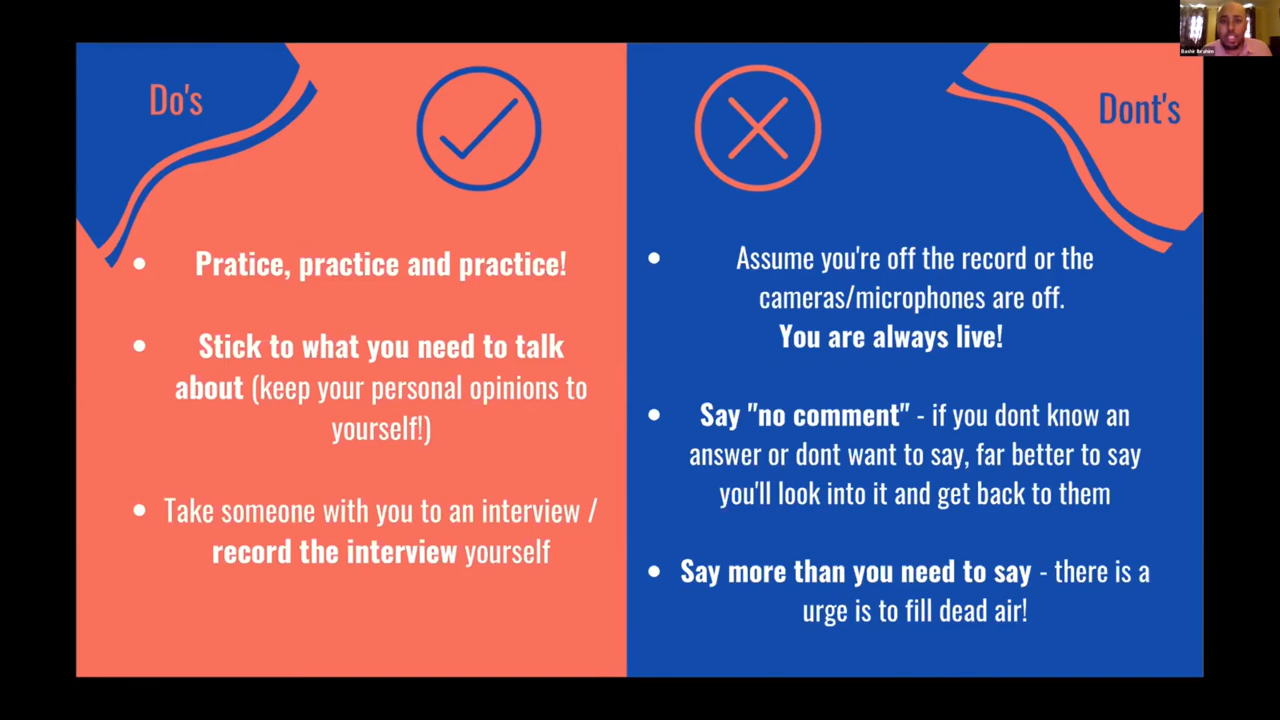 Do's
Pratice, practice and practice!
Stick to what you need to talk
about (keep your personal opinions to
yourself!)
Take someone with you to an interview /
record the interview yourself
Dont's
Assume you're off the record or the
cameras/microphones are off.
You are always live!
Say "no comment" - if you dont know an
answer or dont want to say, far better to say
you'll look into it and get back to them
Say more than you need to say - there is a
urge is to fill dead air!
Bashir Ibrahim